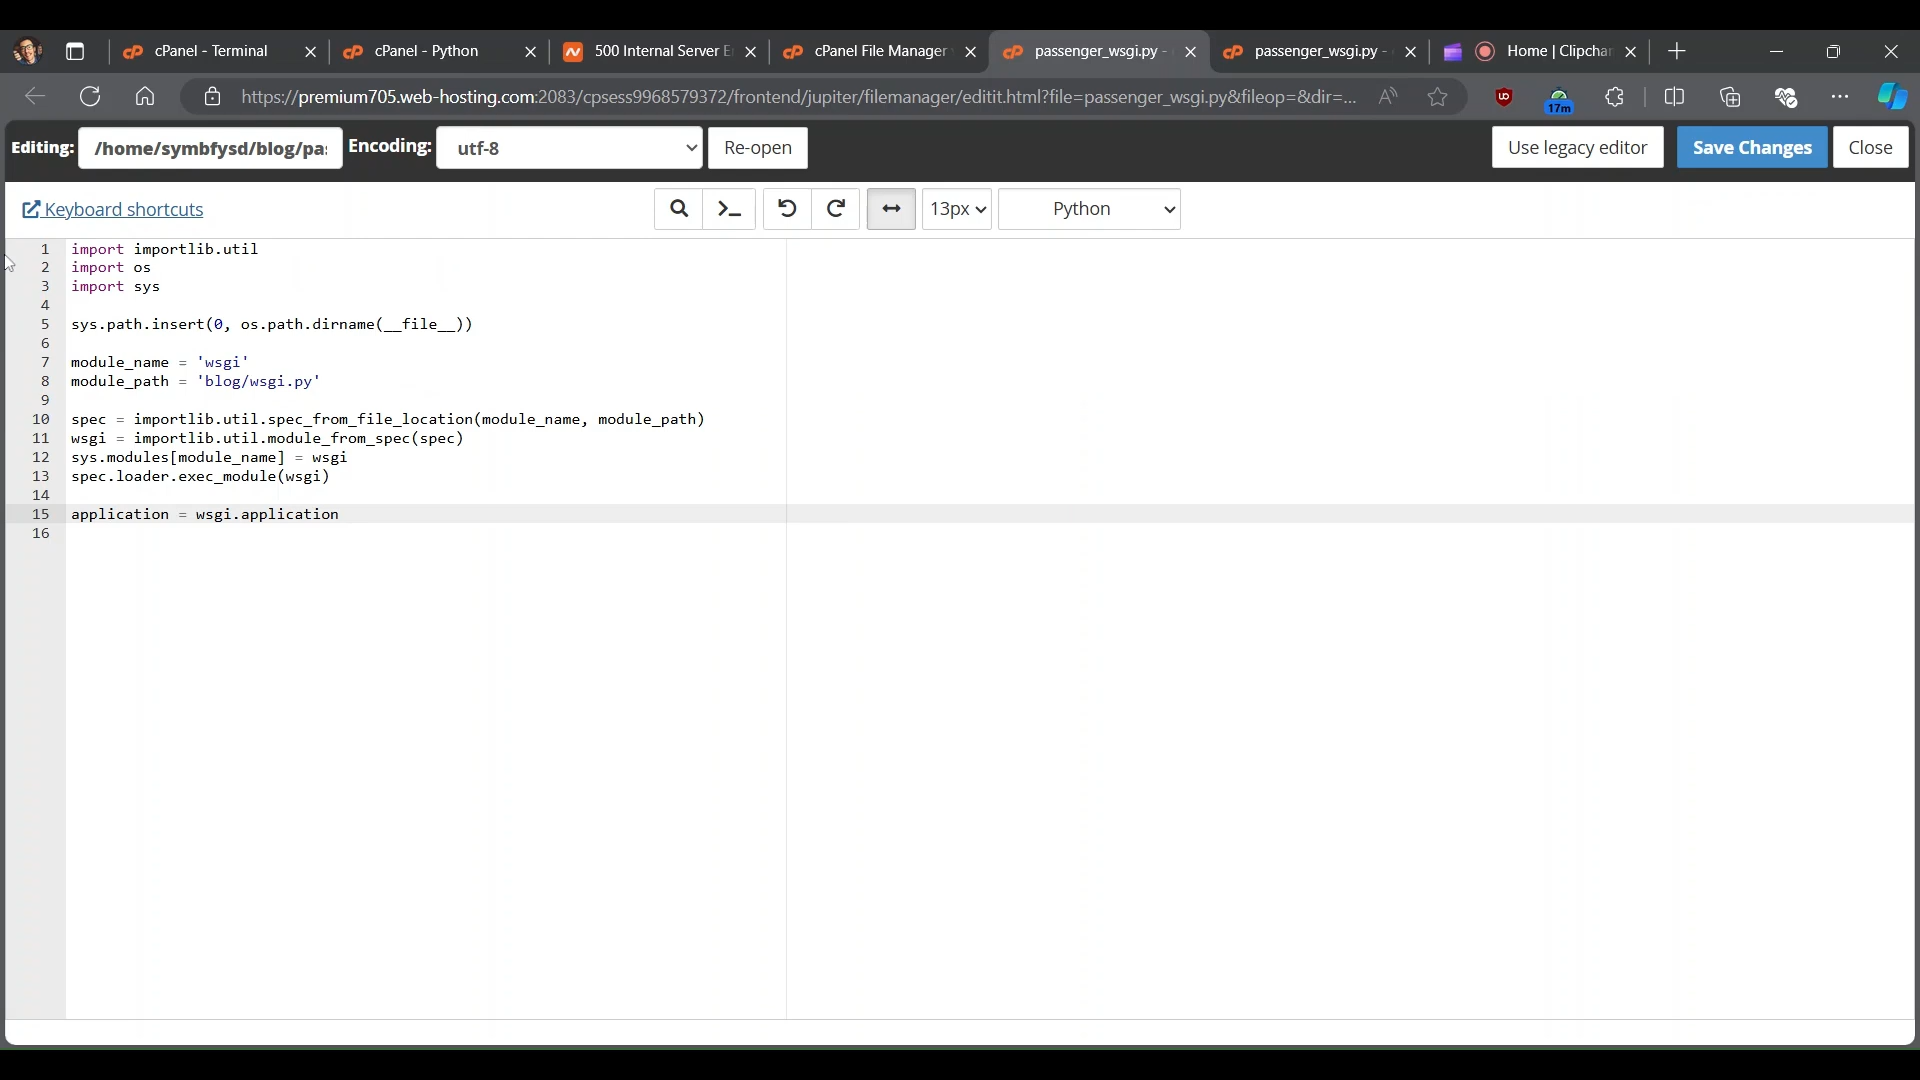 cPanel - Terminal
cPanel - Python
500 Internal Server E
cPanel File Manager
passenger_wsgi.py -
passenger_wsgi.py -
Home | Clipchar
https://premium705.web-hosting.com:2083/cpsess9968579372/frontend/jupiter/filemanager/editit.html?file=passenger_wsgi.py&fileop=&dir=...
17m
Editing:
/home/symbfysd/blog/pa:
Encoding:
utf-8
Re-open
Use legacy editor
Save Changes
Close
Keyboard shortcuts
13px
Python
1 import importlib.util
2 import os
3 import sys
4
5 sys.path.insert(0, os.path.dirname(__file__))
6
7 module_name = 'wsgi'
8 module_path = 'blog/wsgi.py'
9
10 spec = importlib.util.spec_from_file_location(module_name, module_path)
11 wsgi = importlib.util.module_from_spec(spec)
12 sys.modules[module_name] = wsgi
13 spec.loader.exec_module(wsgi)
14
15 application = wsgi.application
16